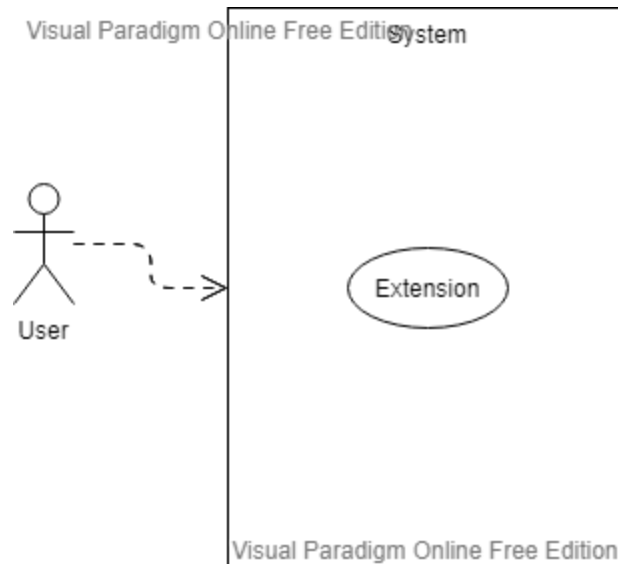 Visual Paradigm Online Free Edition
System
Extension
User
Visual Paradigm Online Free Edition